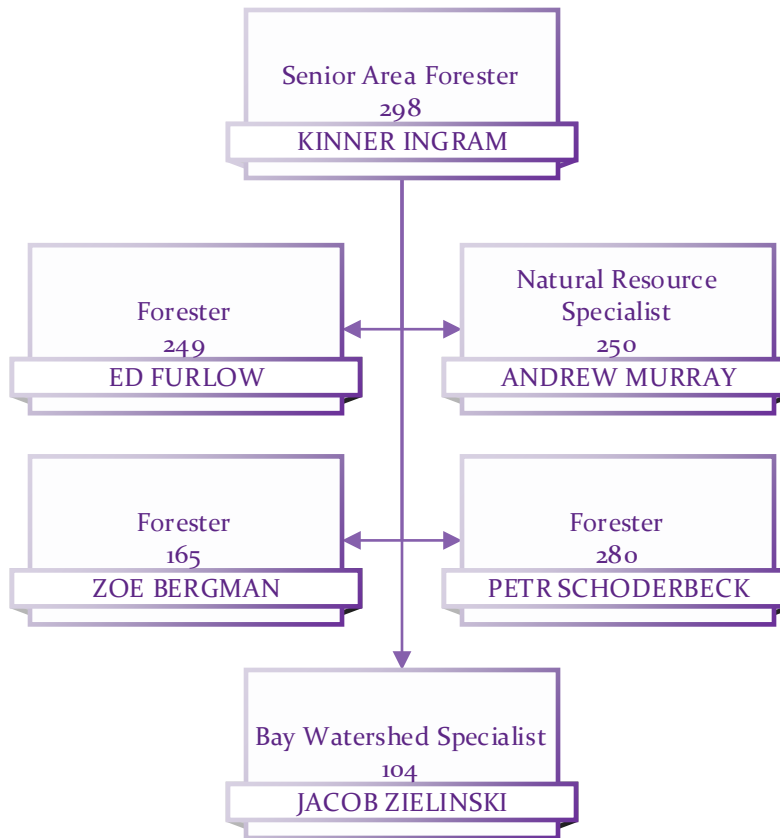 Senior Area Forester
298
KINNER INGRAM
Forester
249
ED FURLOW
Natural Resource
Specialist
250
ANDREW MURRAY
Forester
165
ZOE BERGMAN
Forester
280
PETR SCHODERBECK
Bay Watershed Specialist
104
JACOB ZIELINSKI